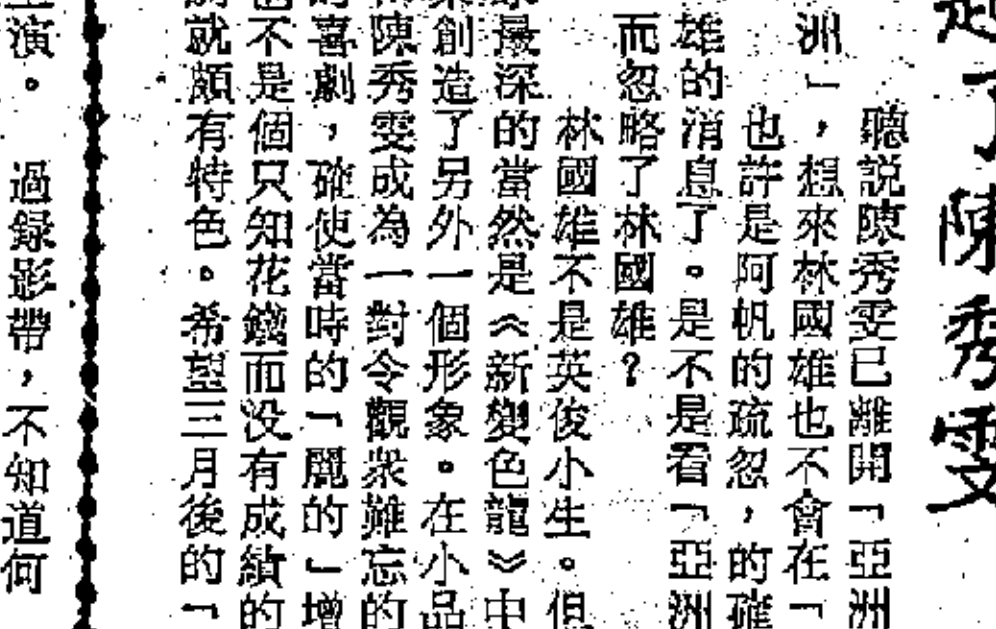 了陳秀雯
聽説陳秀雯已離開「亞洲
洲」，想來林國雄也不會在「
也許是阿帆的疏忽，的確
雄的消息了。是不是看「亞洲
而忽略了林國雄？
林國雄不是英俊小生。但
最深的當然是《新變色龍》中
創造了另外一個形象。在小品
陳秀雯成為一對令觀衆難忘的
喜劇，確使當時的「麗的」增
不是個只知花錢而没有成績的
就頗有特色。希望三月後的「
演。 過録影帶，不知道何